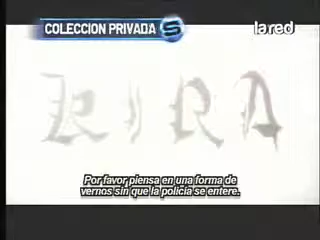 COLECCION PRIVADA S
la red
KIRA
Por favor piensa en una forma de
vernos sin que la policía se entere.